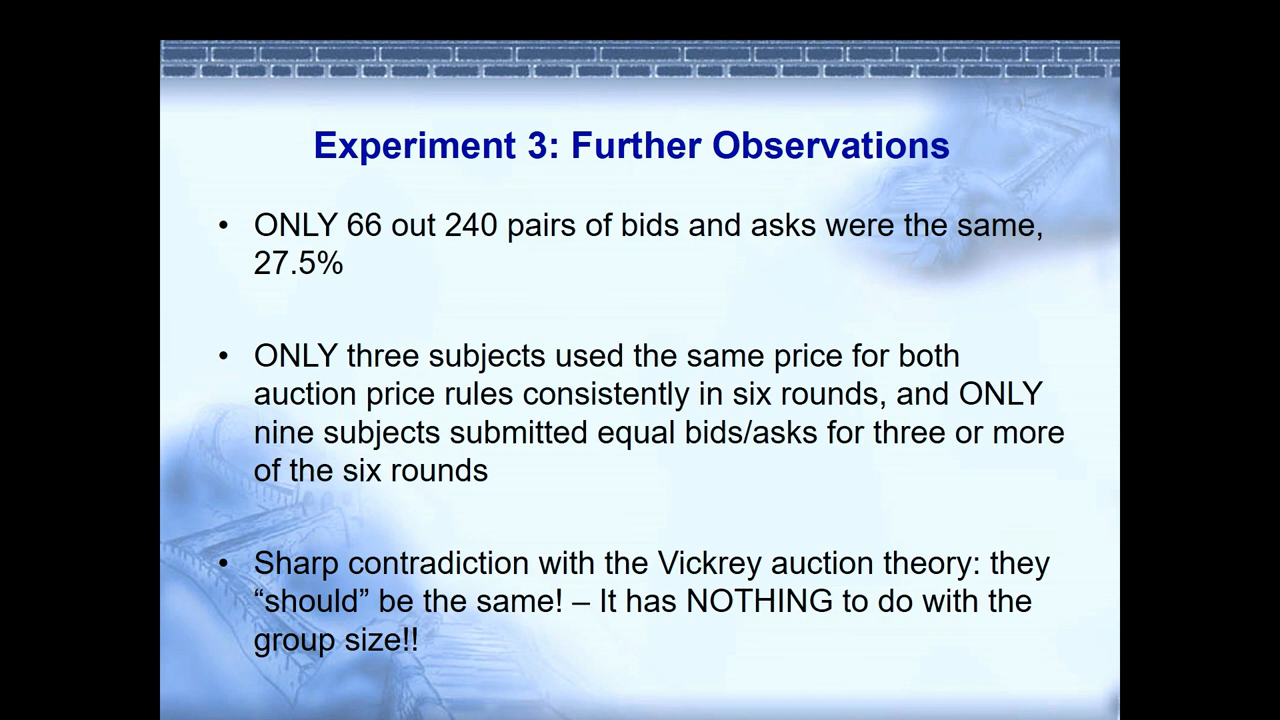 Experiment 3: Further Observations
• ONLY 66 out 240 pairs of bids and asks were the same,
27.5%
• ONLY three subjects used the same price for both
auction price rules consistently in six rounds, and ONLY
nine subjects submitted equal bids/asks for three or more
of the six rounds
• Sharp contradiction with the Vickrey auction theory: they
“should” be the same! – It has NOTHING to do with the
group size!!